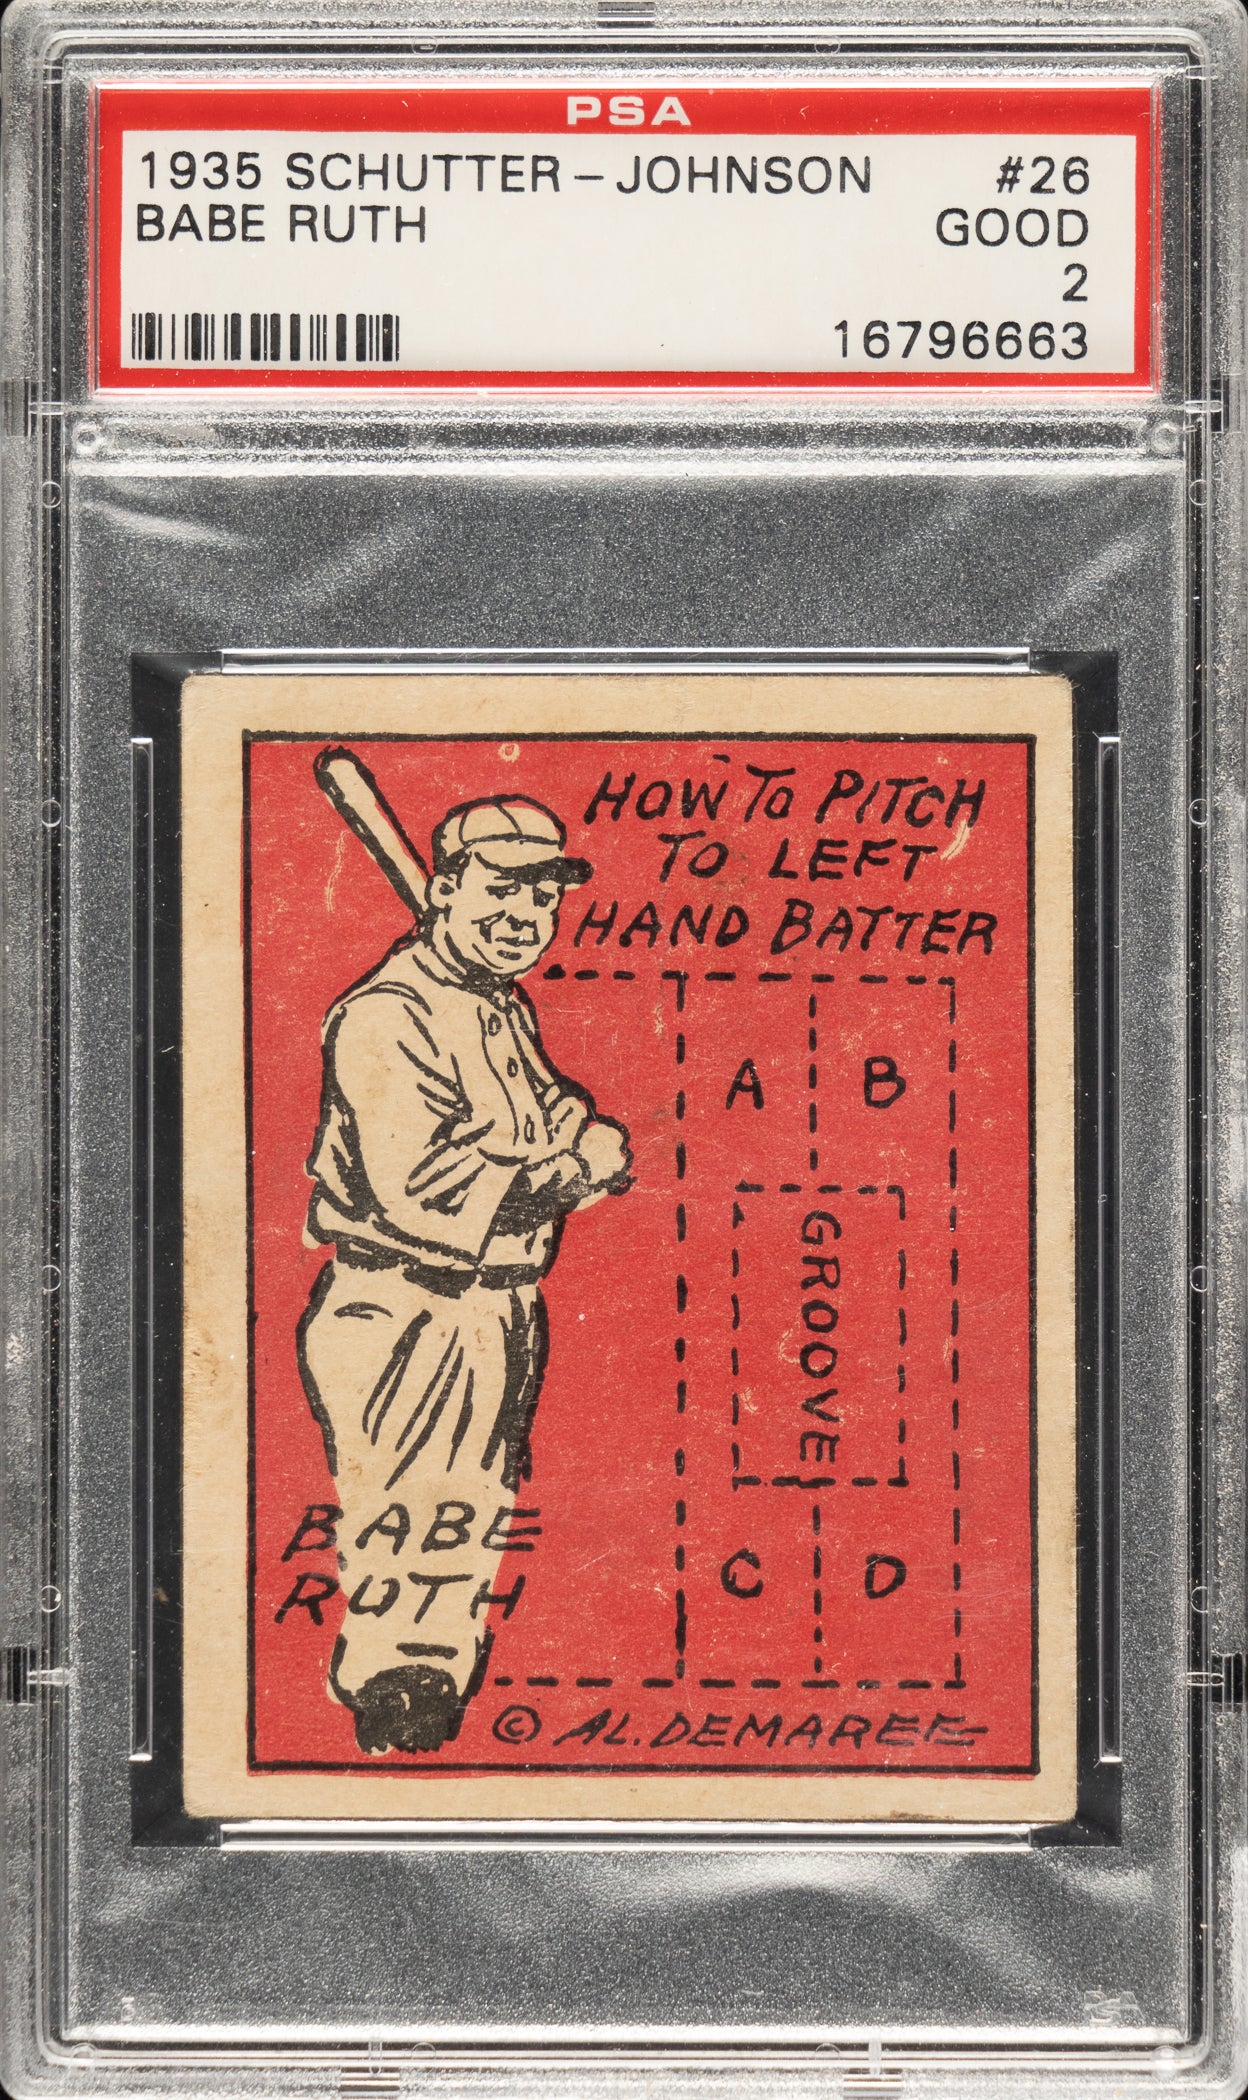 PSA
1935 SCHUTTER-JOHNSON #26
BABE RUTH GOOD
2
16796663
HOW TO PITCH
TO LEFT
HAND BATTER
A B
GROOVE
C D
BABE
RUTH
© AL. DEMAREE